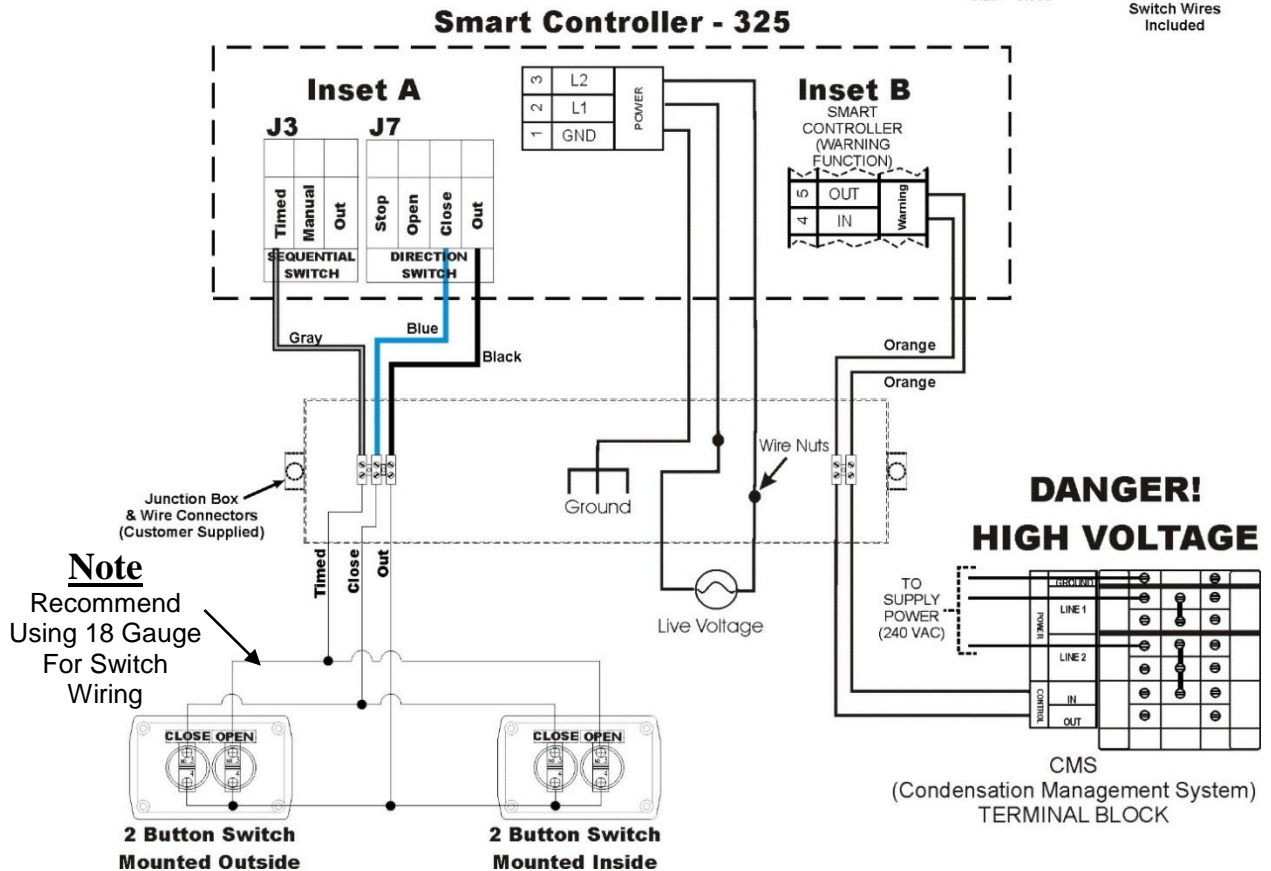 Switch Wires
Included
Smart Controller - 325
Inset A
J3
J7
Timed
Manual
Out
SEQUENTIAL
SWITCH
Stop
Open
Close
Out
DIRECTION
SWITCH
3
L2
2
L1
1
GND
POWER
Inset B
SMART
CONTROLLER
(WARNING
FUNCTION)
5
OUT
4
IN
Warning
Gray
Blue
Black
Orange
Orange
Wire Nuts
Ground
Junction Box
& Wire Connectors
(Customer Supplied)
Timed
Close
Out
Live Voltage
Note
Recommend
Using 18 Gauge
For Switch
Wiring
DANGER!
HIGH VOLTAGE
TO
SUPPLY
POWER
(240 VAC)
POWER
GROUND
LINE 1
LINE 2
CONTROL
IN
OUT
CMS
(Condensation Management System)
TERMINAL BLOCK
CLOSE OPEN
CLOSE OPEN
2 Button Switch
Mounted Outside
2 Button Switch
Mounted Inside